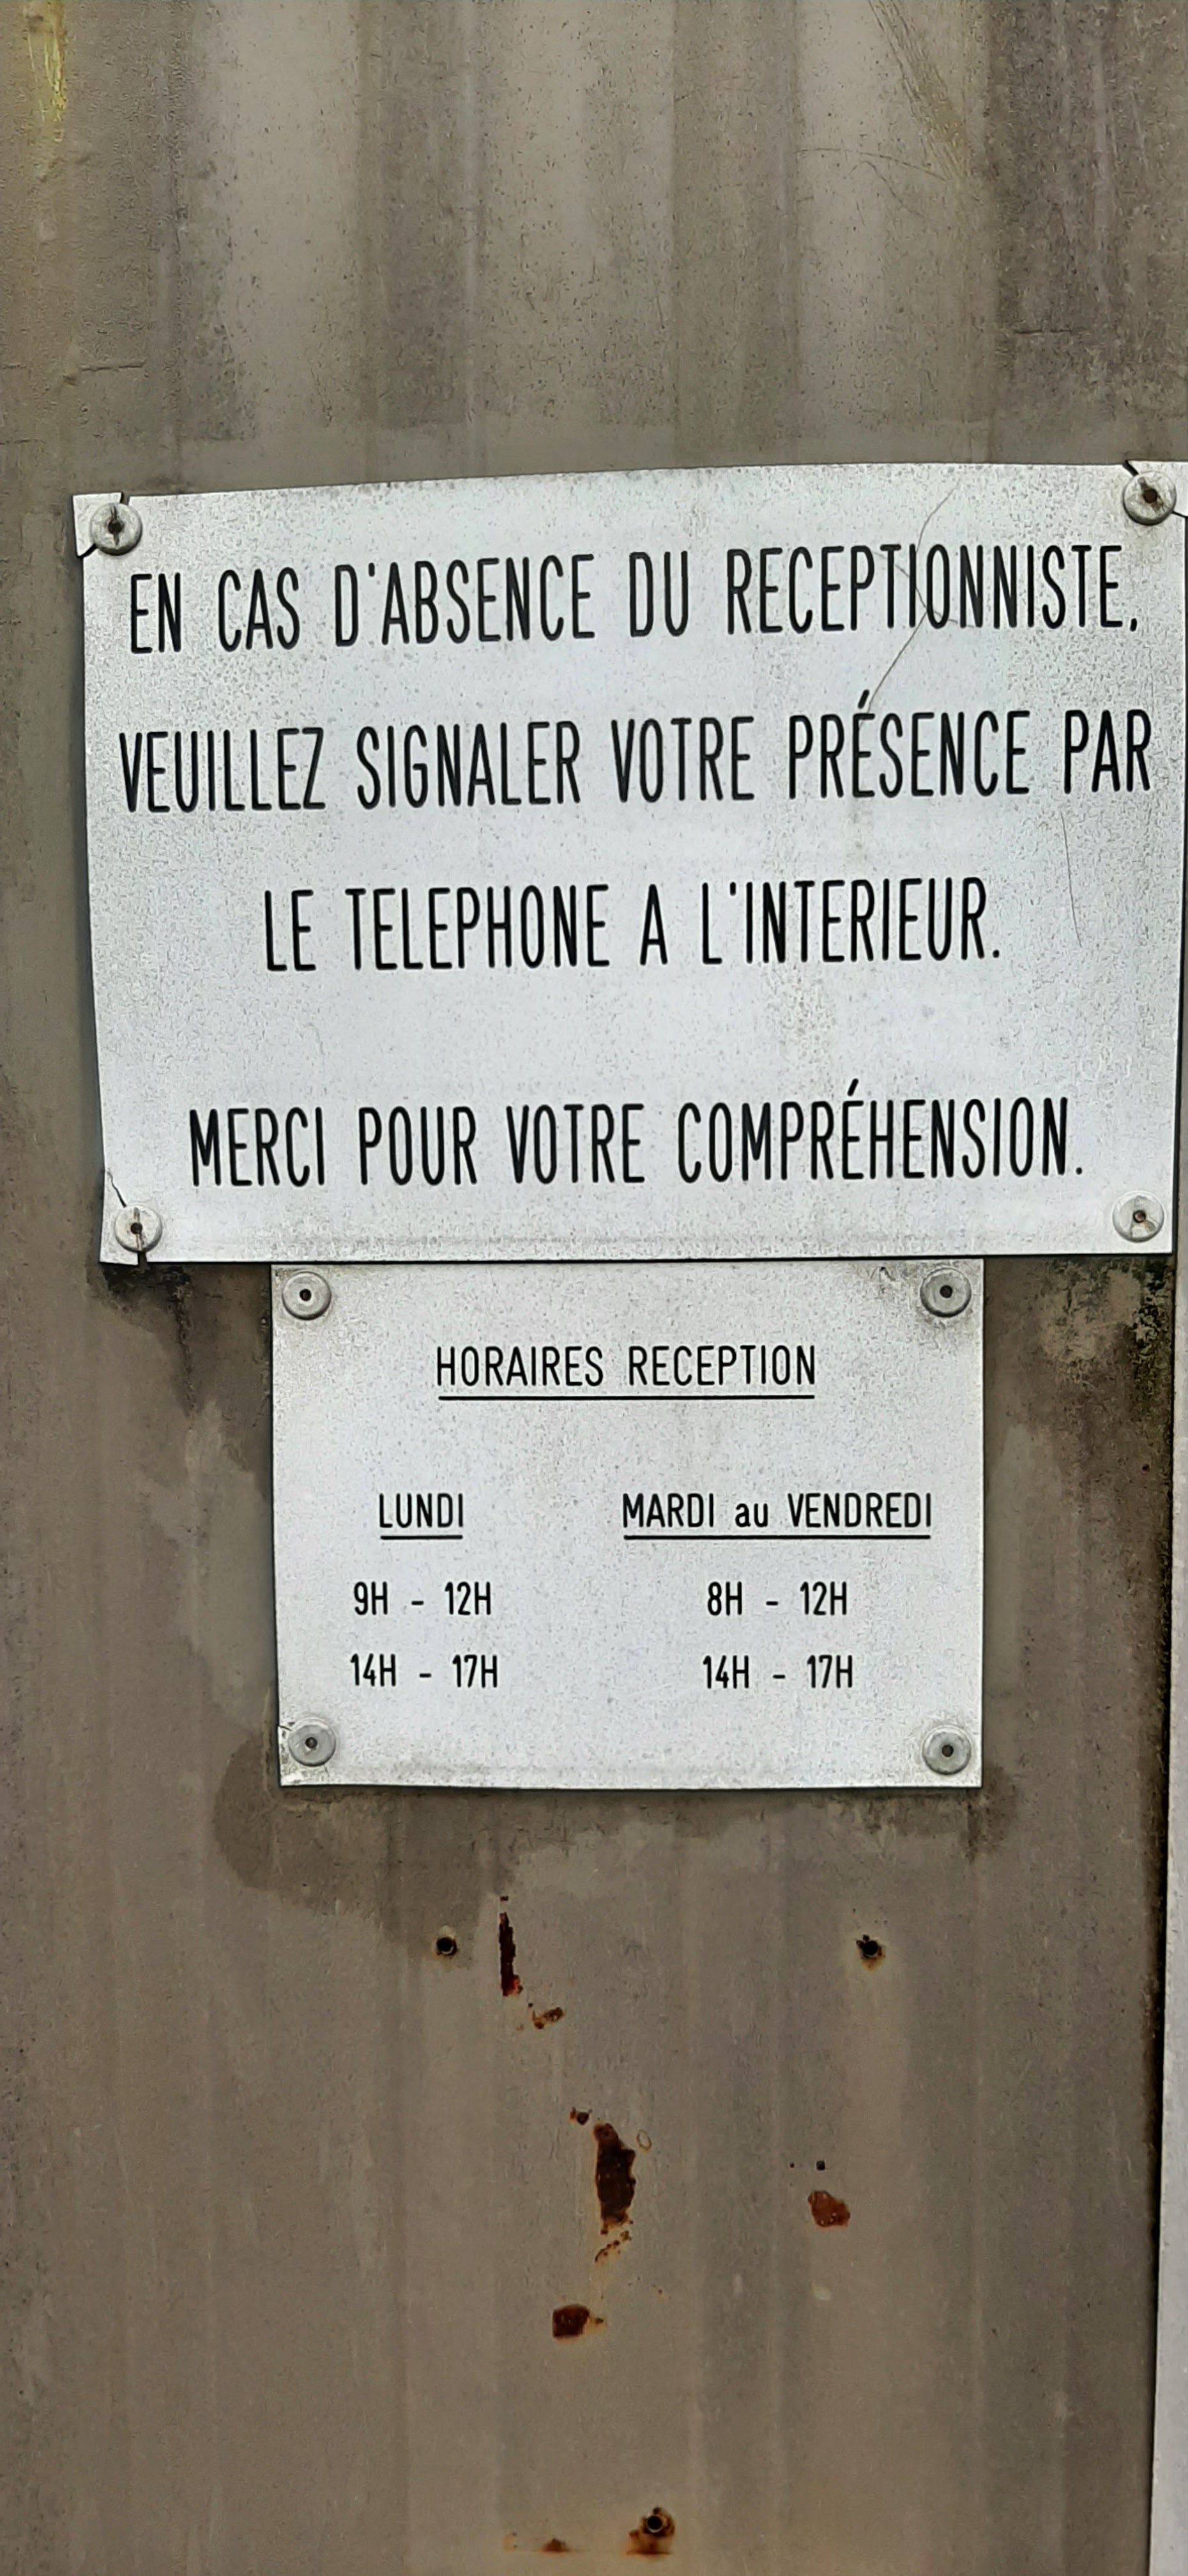 EN CAS D'ABSENCE DU RECEPTIONNISTE,
VEUILLEZ SIGNALER VOTRE PRÉSENCE PAR
LE TELEPHONE A L'INTERIEUR.
MERCI POUR VOTRE COMPRÉHENSION.
HORAIRES RECEPTION
LUNDI MARDI au VENDREDI
9H - 12H 8H - 12H
14H - 17H 14H - 17H